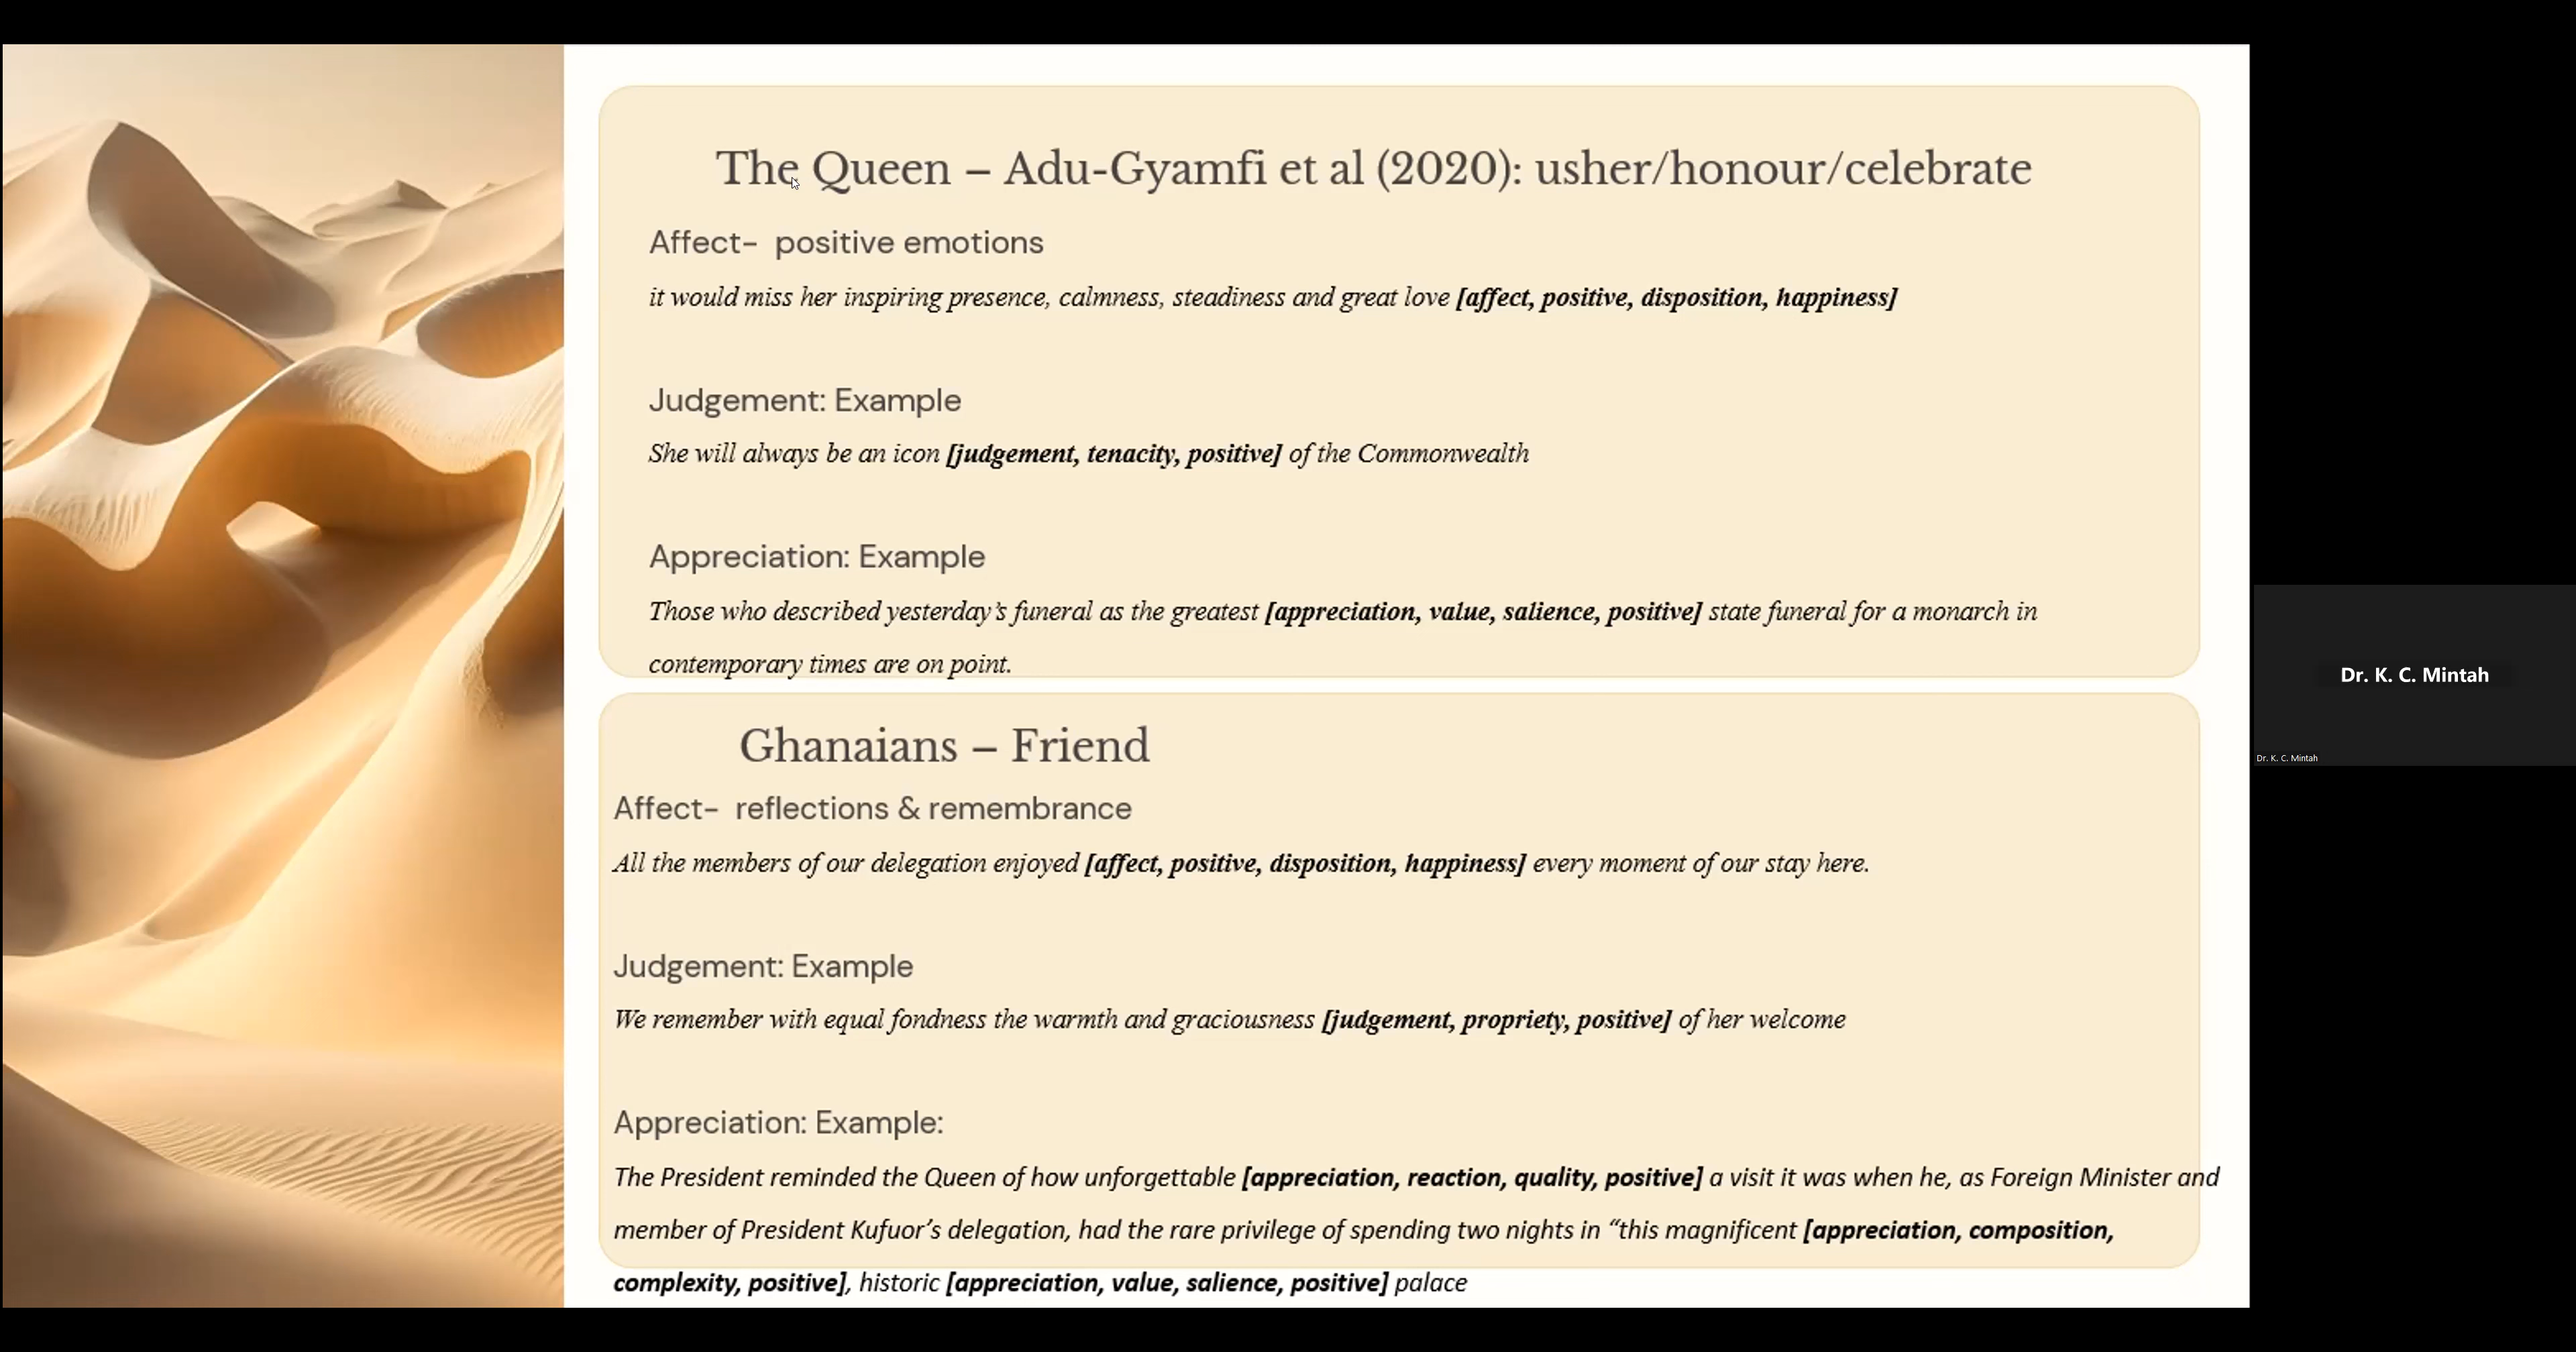 The Queen – Adu-Gyamfi et al (2020): usher/honour/celebrate
Affect-  positive emotions
it would miss her inspiring presence, calmness, steadiness and great love [affect, positive, disposition, happiness]
Judgement: Example
She will always be an icon [judgement, tenacity, positive] of the Commonwealth
Appreciation: Example
Those who described yesterday's funeral as the greatest [appreciation, value, salience, positive] state funeral for a monarch in
contemporary times are on point.
Ghanaians – Friend
Affect-  reflections & remembrance
All the members of our delegation enjoyed [affect, positive, disposition, happiness] every moment of our stay here.
Judgement: Example
We remember with equal fondness the warmth and graciousness [judgement, propriety, positive] of her welcome
Appreciation: Example:
The President reminded the Queen of how unforgettable [appreciation, reaction, quality, positive] a visit it was when he, as Foreign Minister and
member of President Kufuor's delegation, had the rare privilege of spending two nights in “this magnificent [appreciation, composition,
complexity, positive], historic [appreciation, value, salience, positive] palace
Dr. K. C. Mintah
Dr. K. C. Mintah